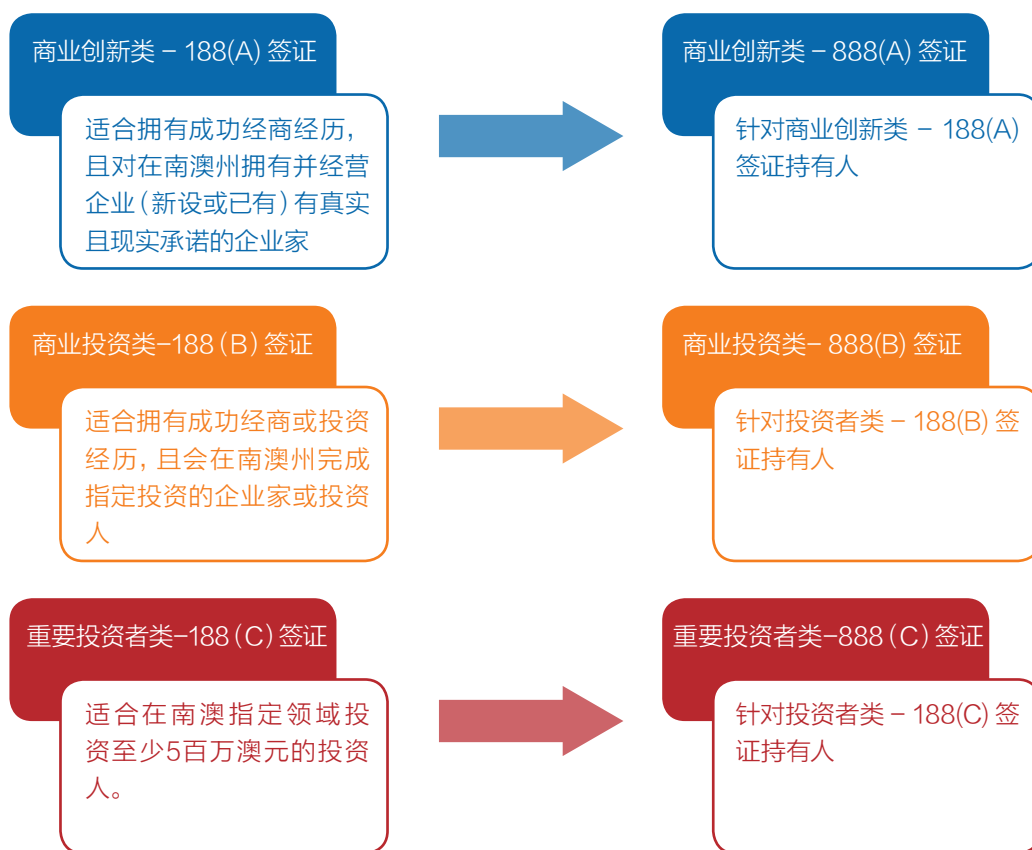 商业创新类 – 188(A) 签证
适合拥有成功经商经历，
且对在南澳州拥有并经营
企业（新设或已有）有真实
且现实承诺的企业家
商业创新类 – 888(A) 签证
针对商业创新类 – 188(A)
签证持有人
商业投资类–188（B）签证
适合拥有成功经商或投资
经历，且会在南澳州完成
指定投资的企业家或投资
人
商业投资类– 888(B) 签证
针对投资者类 – 188(B) 签
证持有人
重要投资者类–188（C）签证
适合在南澳指定领域投
资至少5百万澳元的投资
人。
重要投资者类–888（C）签证
针对投资者类 – 188(C) 签
证持有人